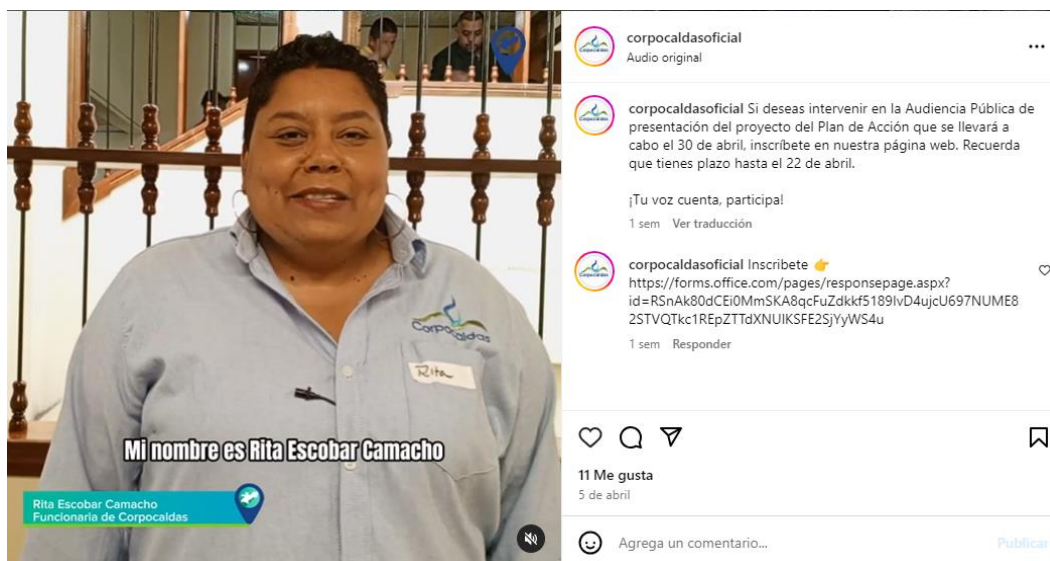 Corpocaldas
Rita
Mi nombre es Rita Escobar Camacho
Rita Escobar Camacho
Funcionaria de Corpocaldas
corpocaldasoficial
Audio original
corpocaldasoficial Si deseas intervenir en la Audiencia Pública de
presentación del proyecto del Plan de Acción que se llevará a
cabo el 30 de abril, inscríbete en nuestra página web. Recuerda
que tienes plazo hasta el 22 de abril.
¡Tu voz cuenta, participa!
1 sem Ver traducción
corpocaldasoficial Inscribete 👉
https://forms.office.com/pages/responsepage.aspx?
id=RSnAk80dCEi0MmSKA8qcFuZdkkf5189IvD4ujcU697NUME8
2STVQTkc1REpZTTdXNUlKSFE2SjYyWS4u
1 sem Responder
11 Me gusta
5 de abril
Agrega un comentario...
Publicar